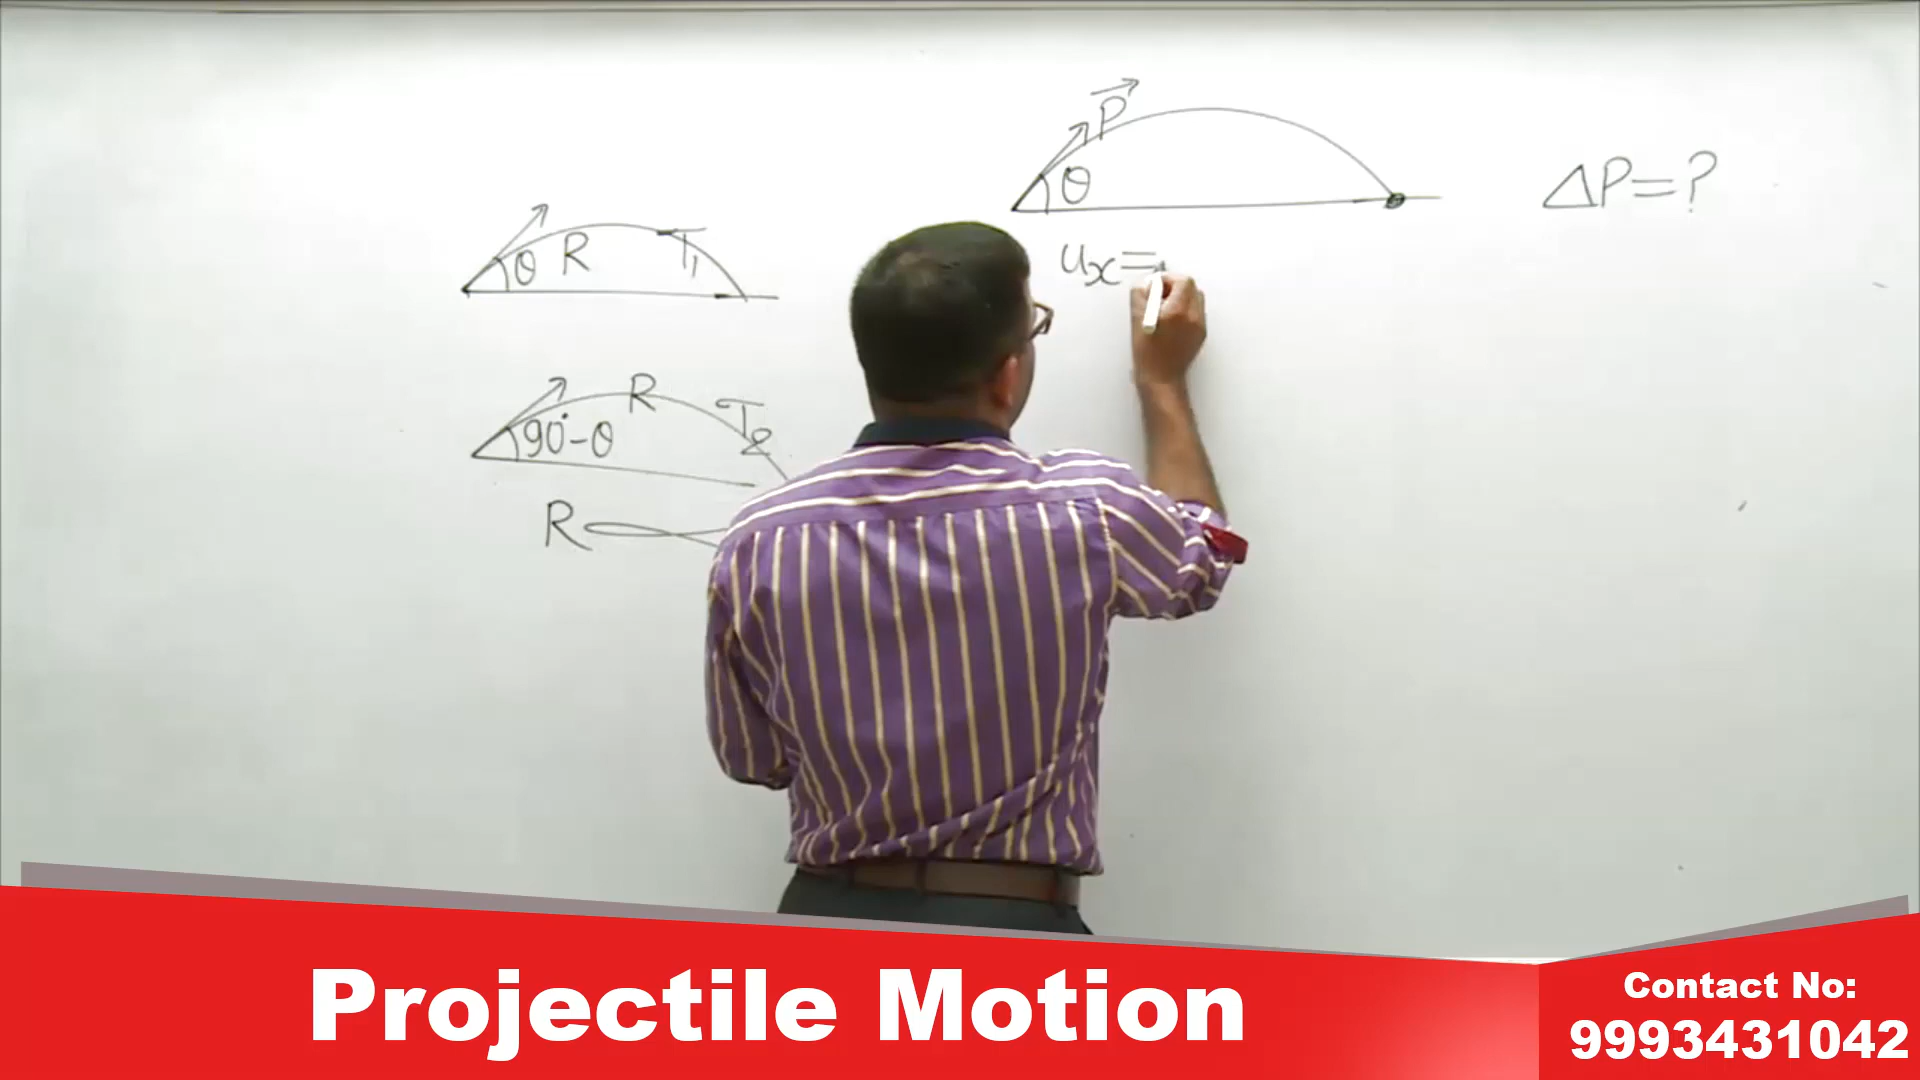 θ R T₁
90°-θ R T₂
R
P⃗
θ
ΔP=?
uₓ=
Projectile Motion
Contact No:
9993431042